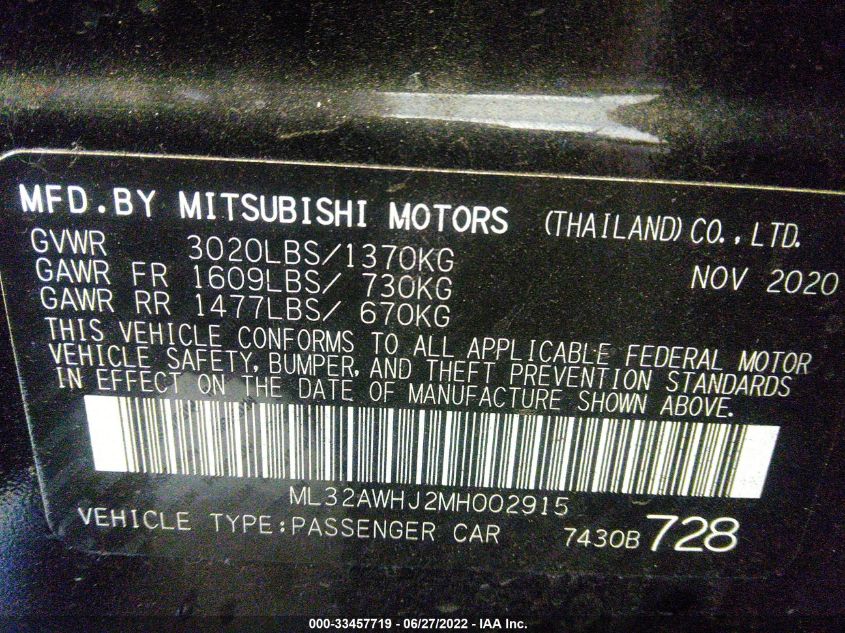 MFD.BY MITSUBISHI MOTORS (THAILAND) CO., LTD.
GVWR 3020LBS/1370KG NOV 2020
GAWR FR 1609LBS/ 730KG
GAWR RR 1477LBS/ 670KG
THIS VEHICLE CONFORMS TO ALL APPLICABLE FEDERAL MOTOR
VEHICLE SAFETY, BUMPER, AND THEFT PREVENTION STANDARDS
IN EFFECT ON THE DATE OF MANUFACTURE SHOWN ABOVE.
ML32AWHJ2MH002915
VEHICLE TYPE:PASSENGER CAR 7430B 728
000-33457719 - 06/27/2022 - IAA Inc.